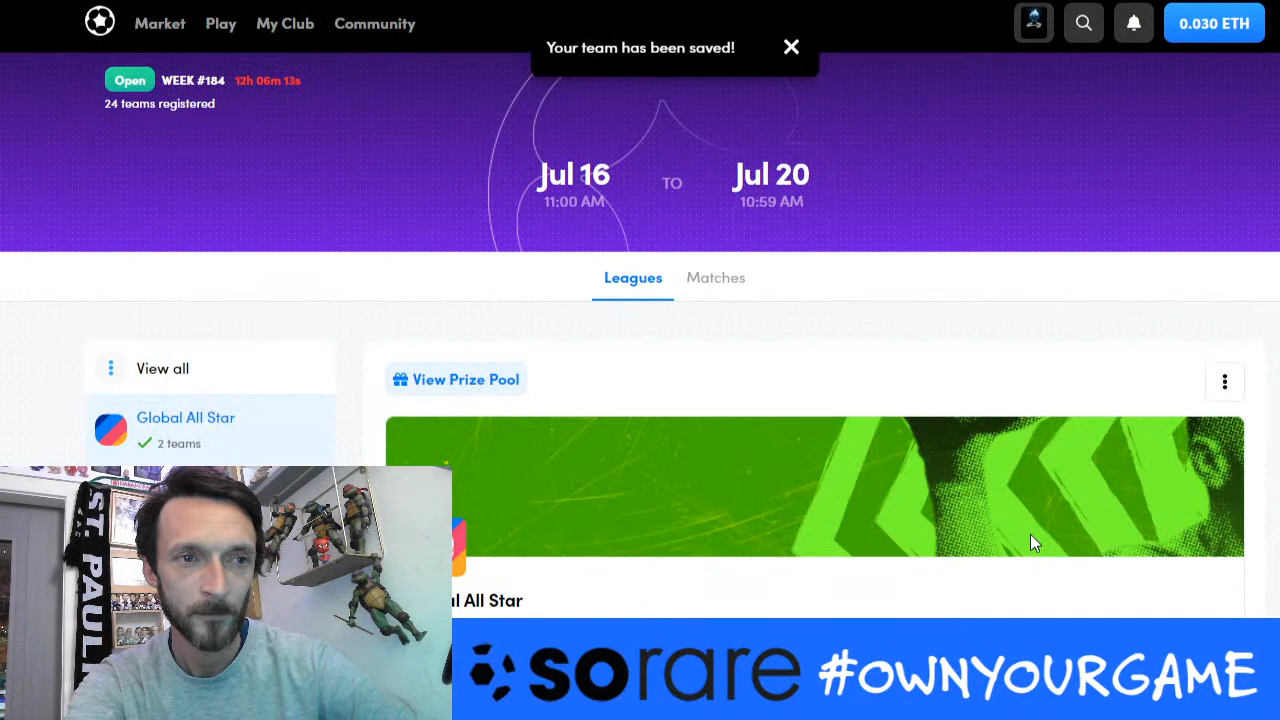 Market Play My Club Community
0.030 ETH
Your team has been saved!
Open WEEK #184 12h 06m 13s
24 teams registered
Jul 16 TO Jul 20
11:00 AM 10:59 AM
Leagues Matches
View all
View Prize Pool
Global All Star
2 teams
l All Star
ST. PAUL
sorare #OWNYOURGAME